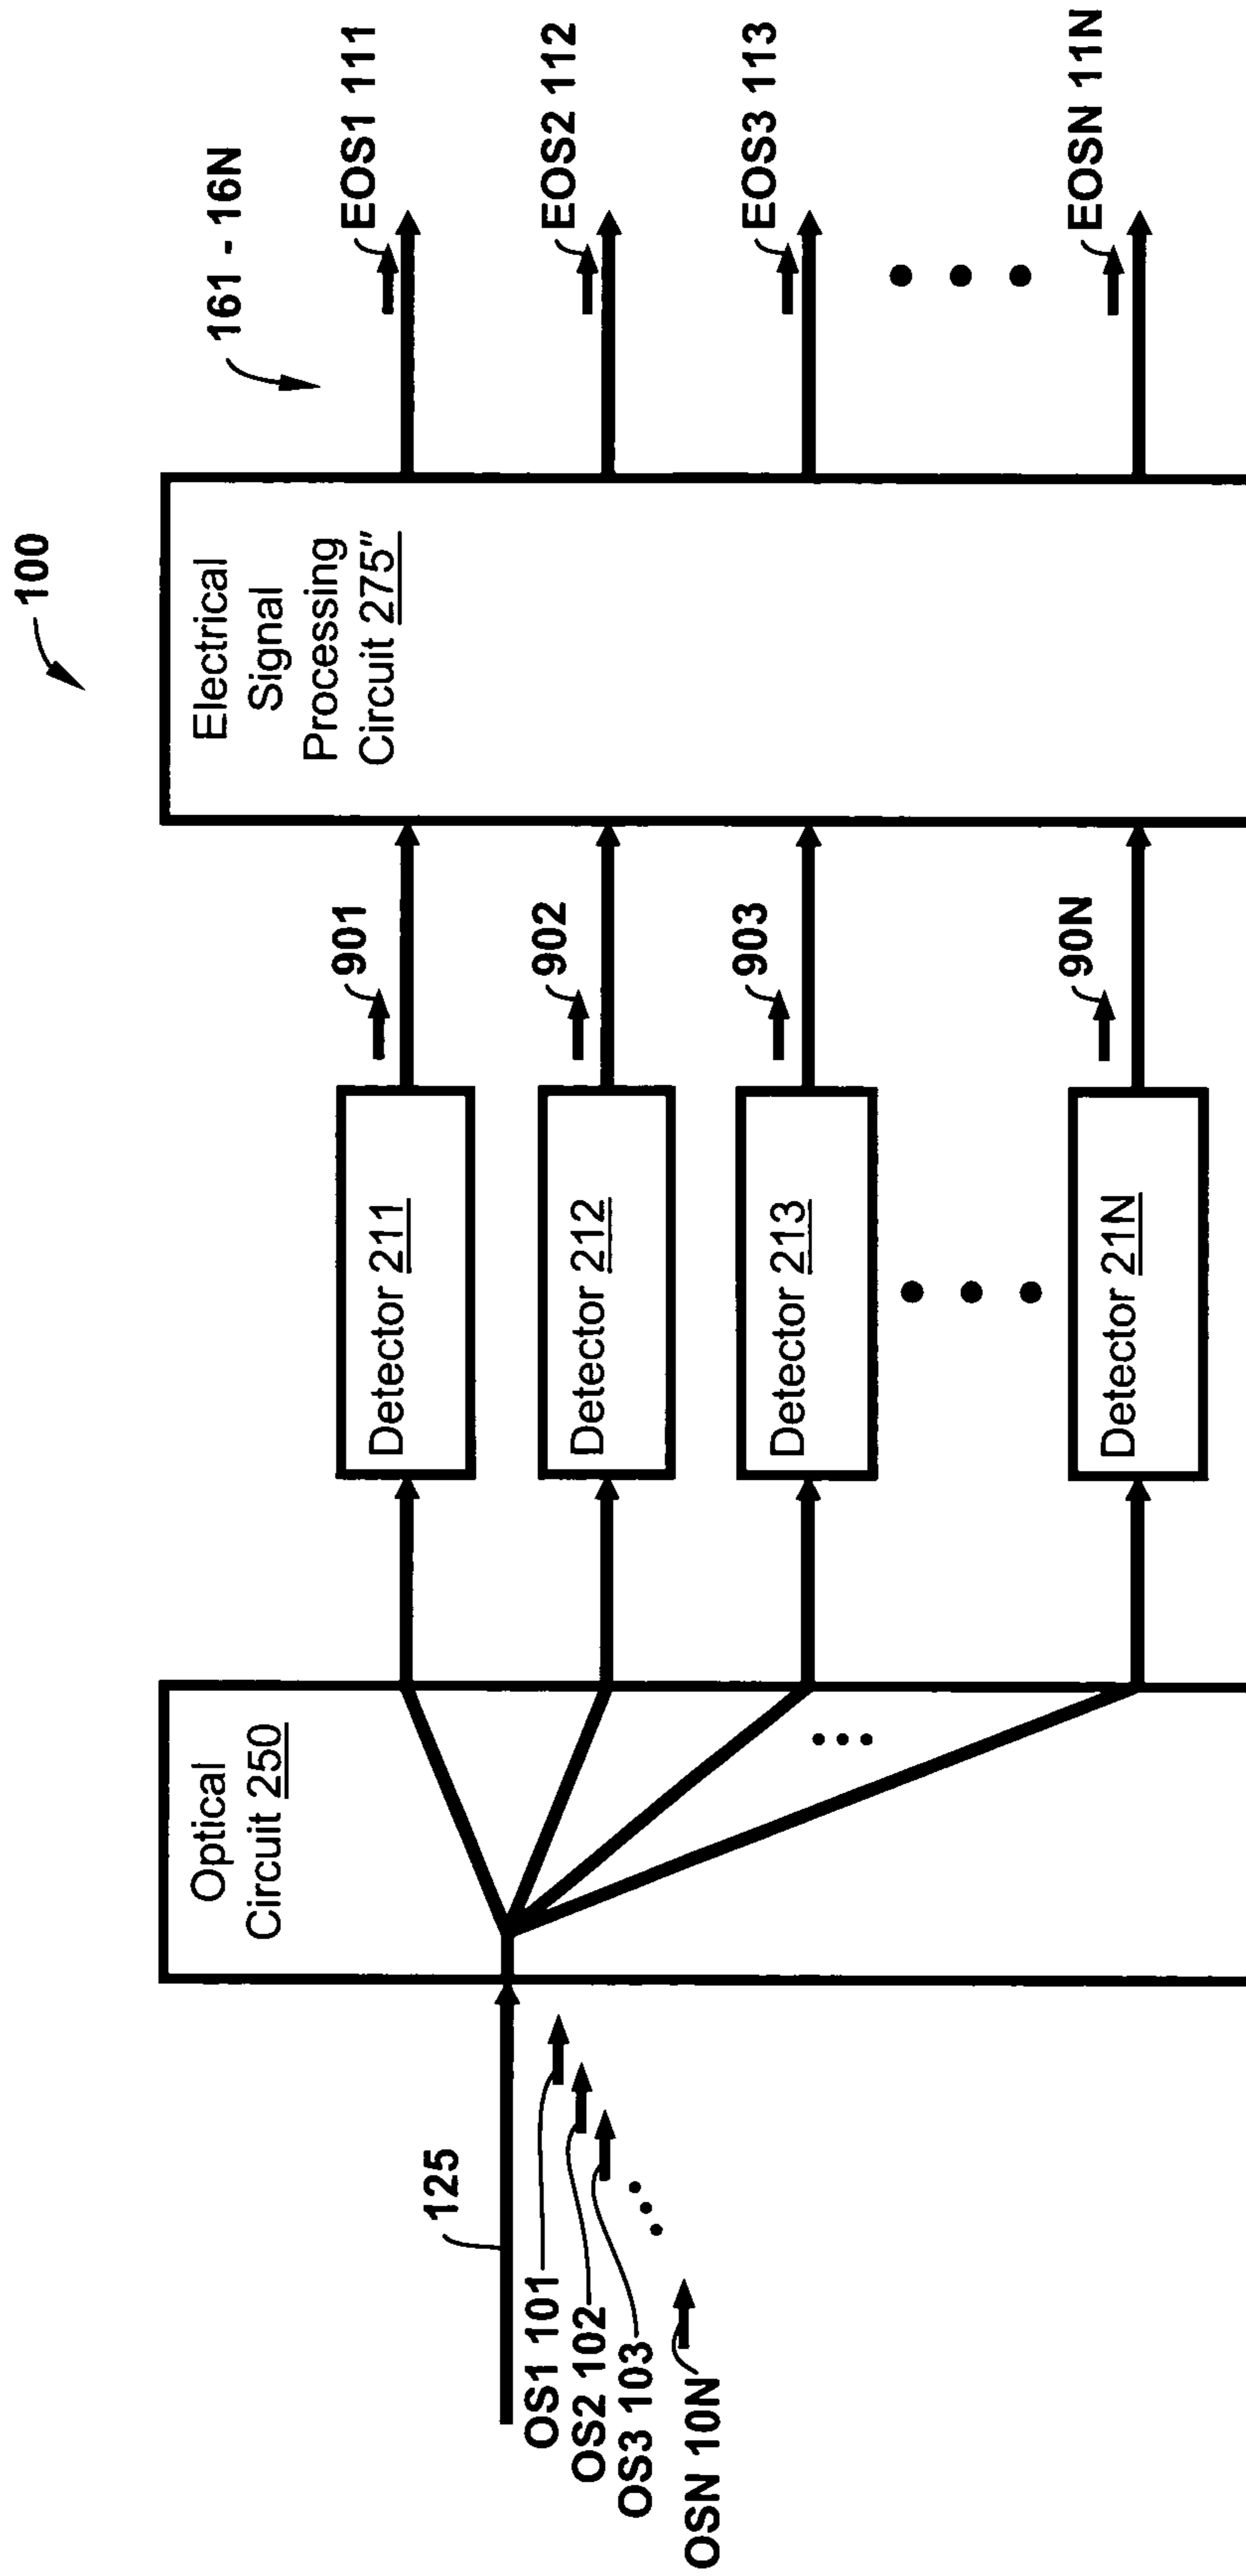 100
161 - 16N
Optical
Circuit 250
Electrical
Signal
Processing
Circuit 275"
125
OS1 101
OS2 102
OS3 103
OSN 10N
Detector 211
901
EOS1 111
Detector 212
902
EOS2 112
Detector 213
903
EOS3 113
Detector 21N
90N
EOSN 11N